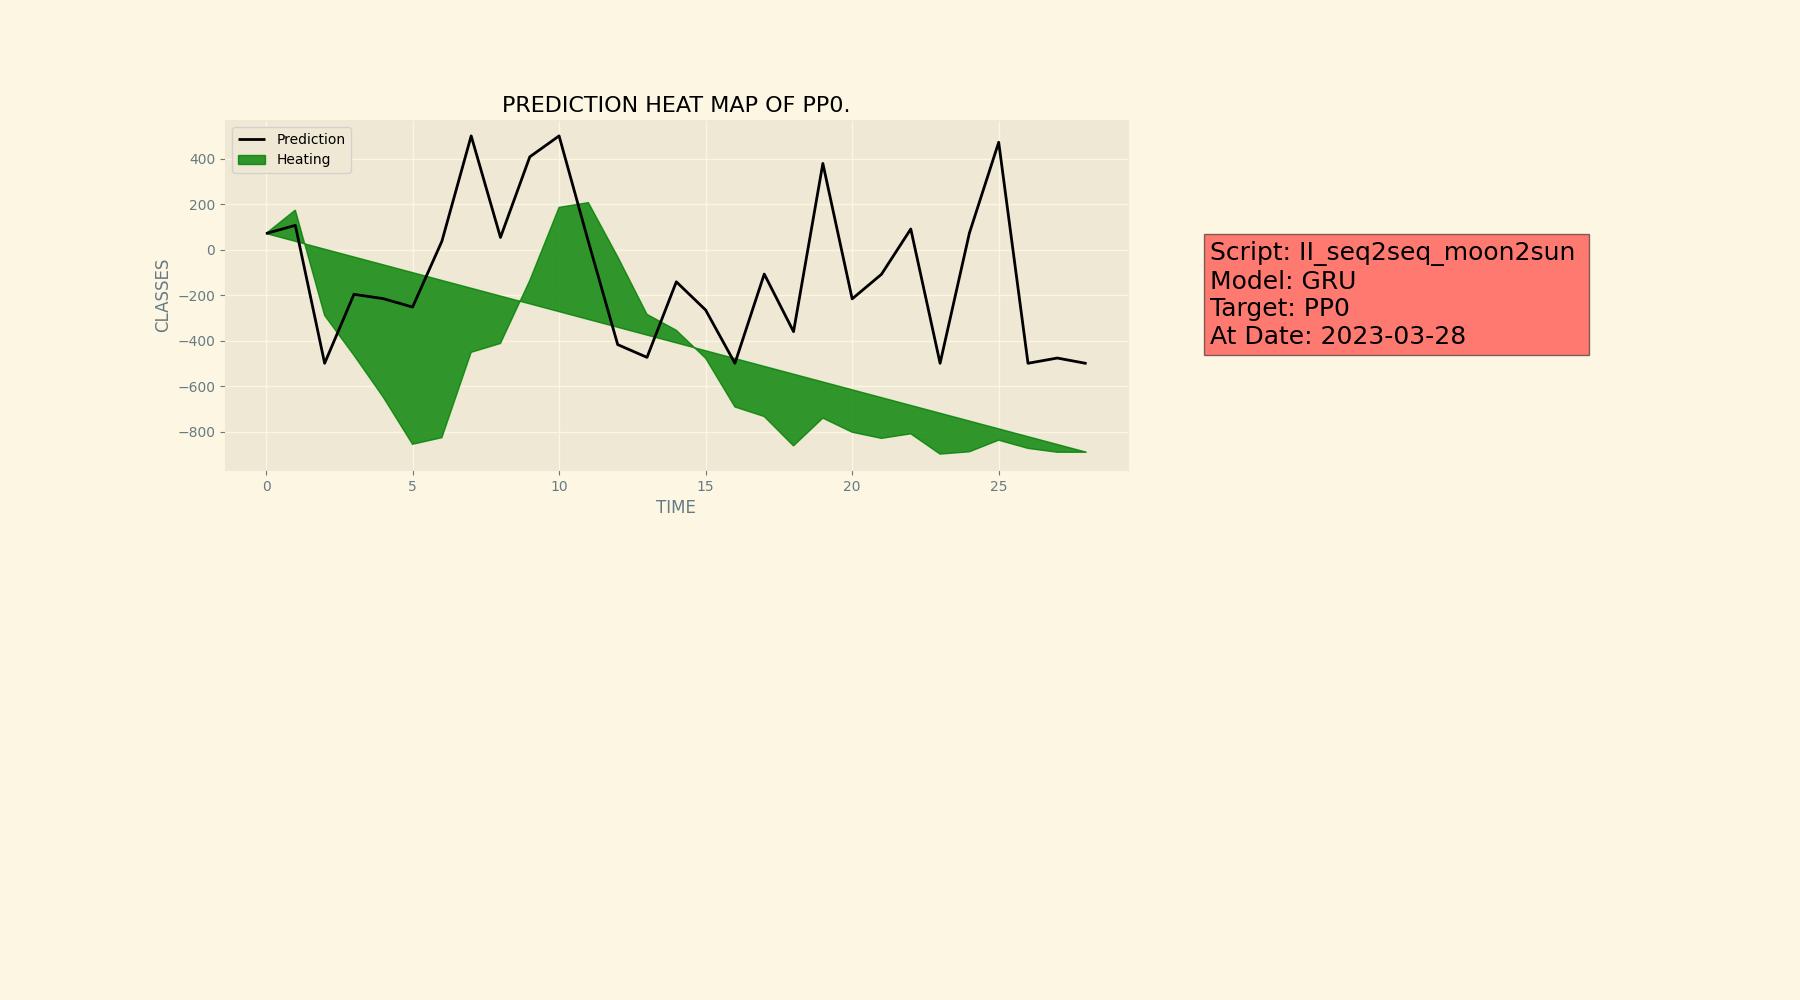 PREDICTION HEAT MAP OF PP0.
Prediction
Heating
400
200
0
−200
−400
−600
−800
CLASSES
0 5 10 15 20 25
TIME
Script: II_seq2seq_moon2sun
Model: GRU
Target: PP0
At Date: 2023-03-28